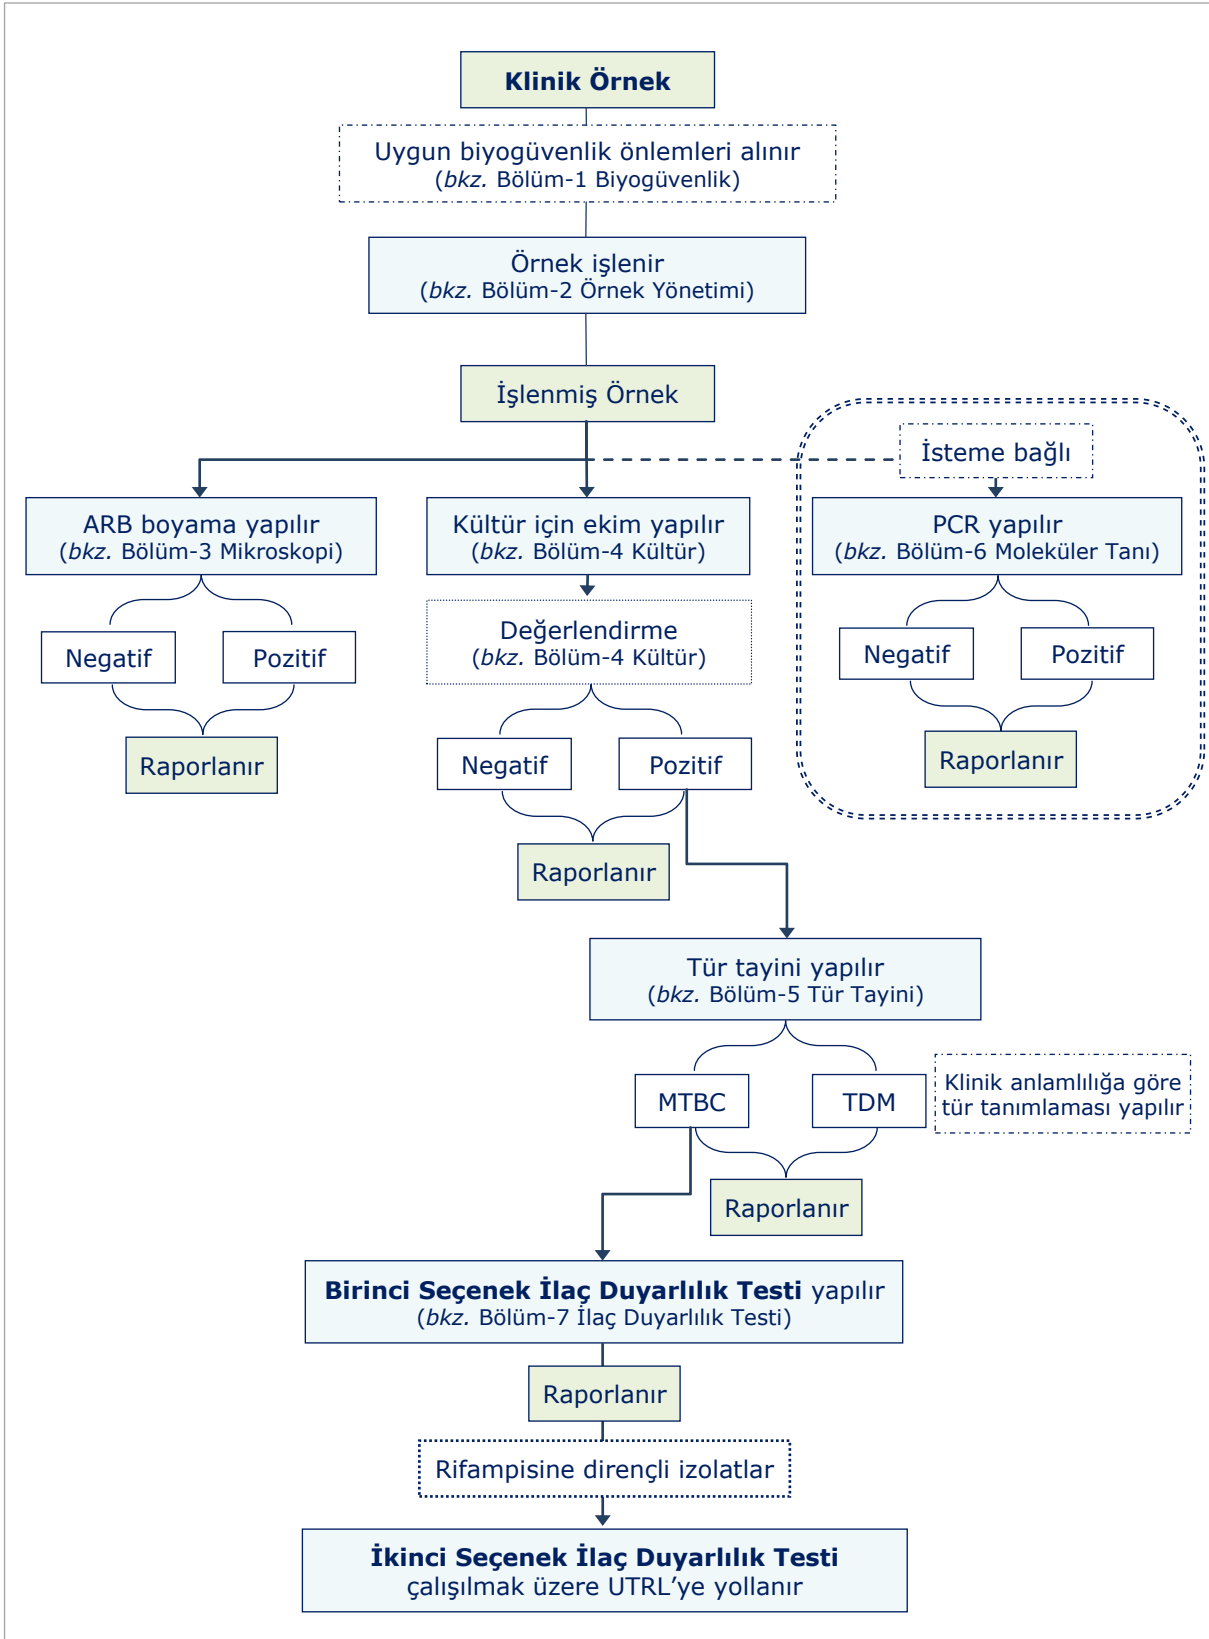 Klinik Örnek
Uygun biyogüvenlik önlemleri alınır
(bkz. Bölüm-1 Biyogüvenlik)
Örnek işlenir
(bkz. Bölüm-2 Örnek Yönetimi)
İşlenmiş Örnek
İsteme bağlı
ARB boyama yapılır
(bkz. Bölüm-3 Mikroskopi)
Kültür için ekim yapılır
(bkz. Bölüm-4 Kültür)
PCR yapılır
(bkz. Bölüm-6 Moleküler Tanı)
Değerlendirme
(bkz. Bölüm-4 Kültür)
Negatif
Pozitif
Negatif
Pozitif
Raporlanır
Negatif
Pozitif
Raporlanır
Raporlanır
Tür tayini yapılır
(bkz. Bölüm-5 Tür Tayini)
MTBC
TDM
Klinik anlamlılığa göre
tür tanımlaması yapılır
Raporlanır
Birinci Seçenek İlaç Duyarlılık Testi yapılır
(bkz. Bölüm-7 İlaç Duyarlılık Testi)
Raporlanır
Rifampisine dirençli izolatlar
İkinci Seçenek İlaç Duyarlılık Testi
çalışılmak üzere UTRL’ye yollanır